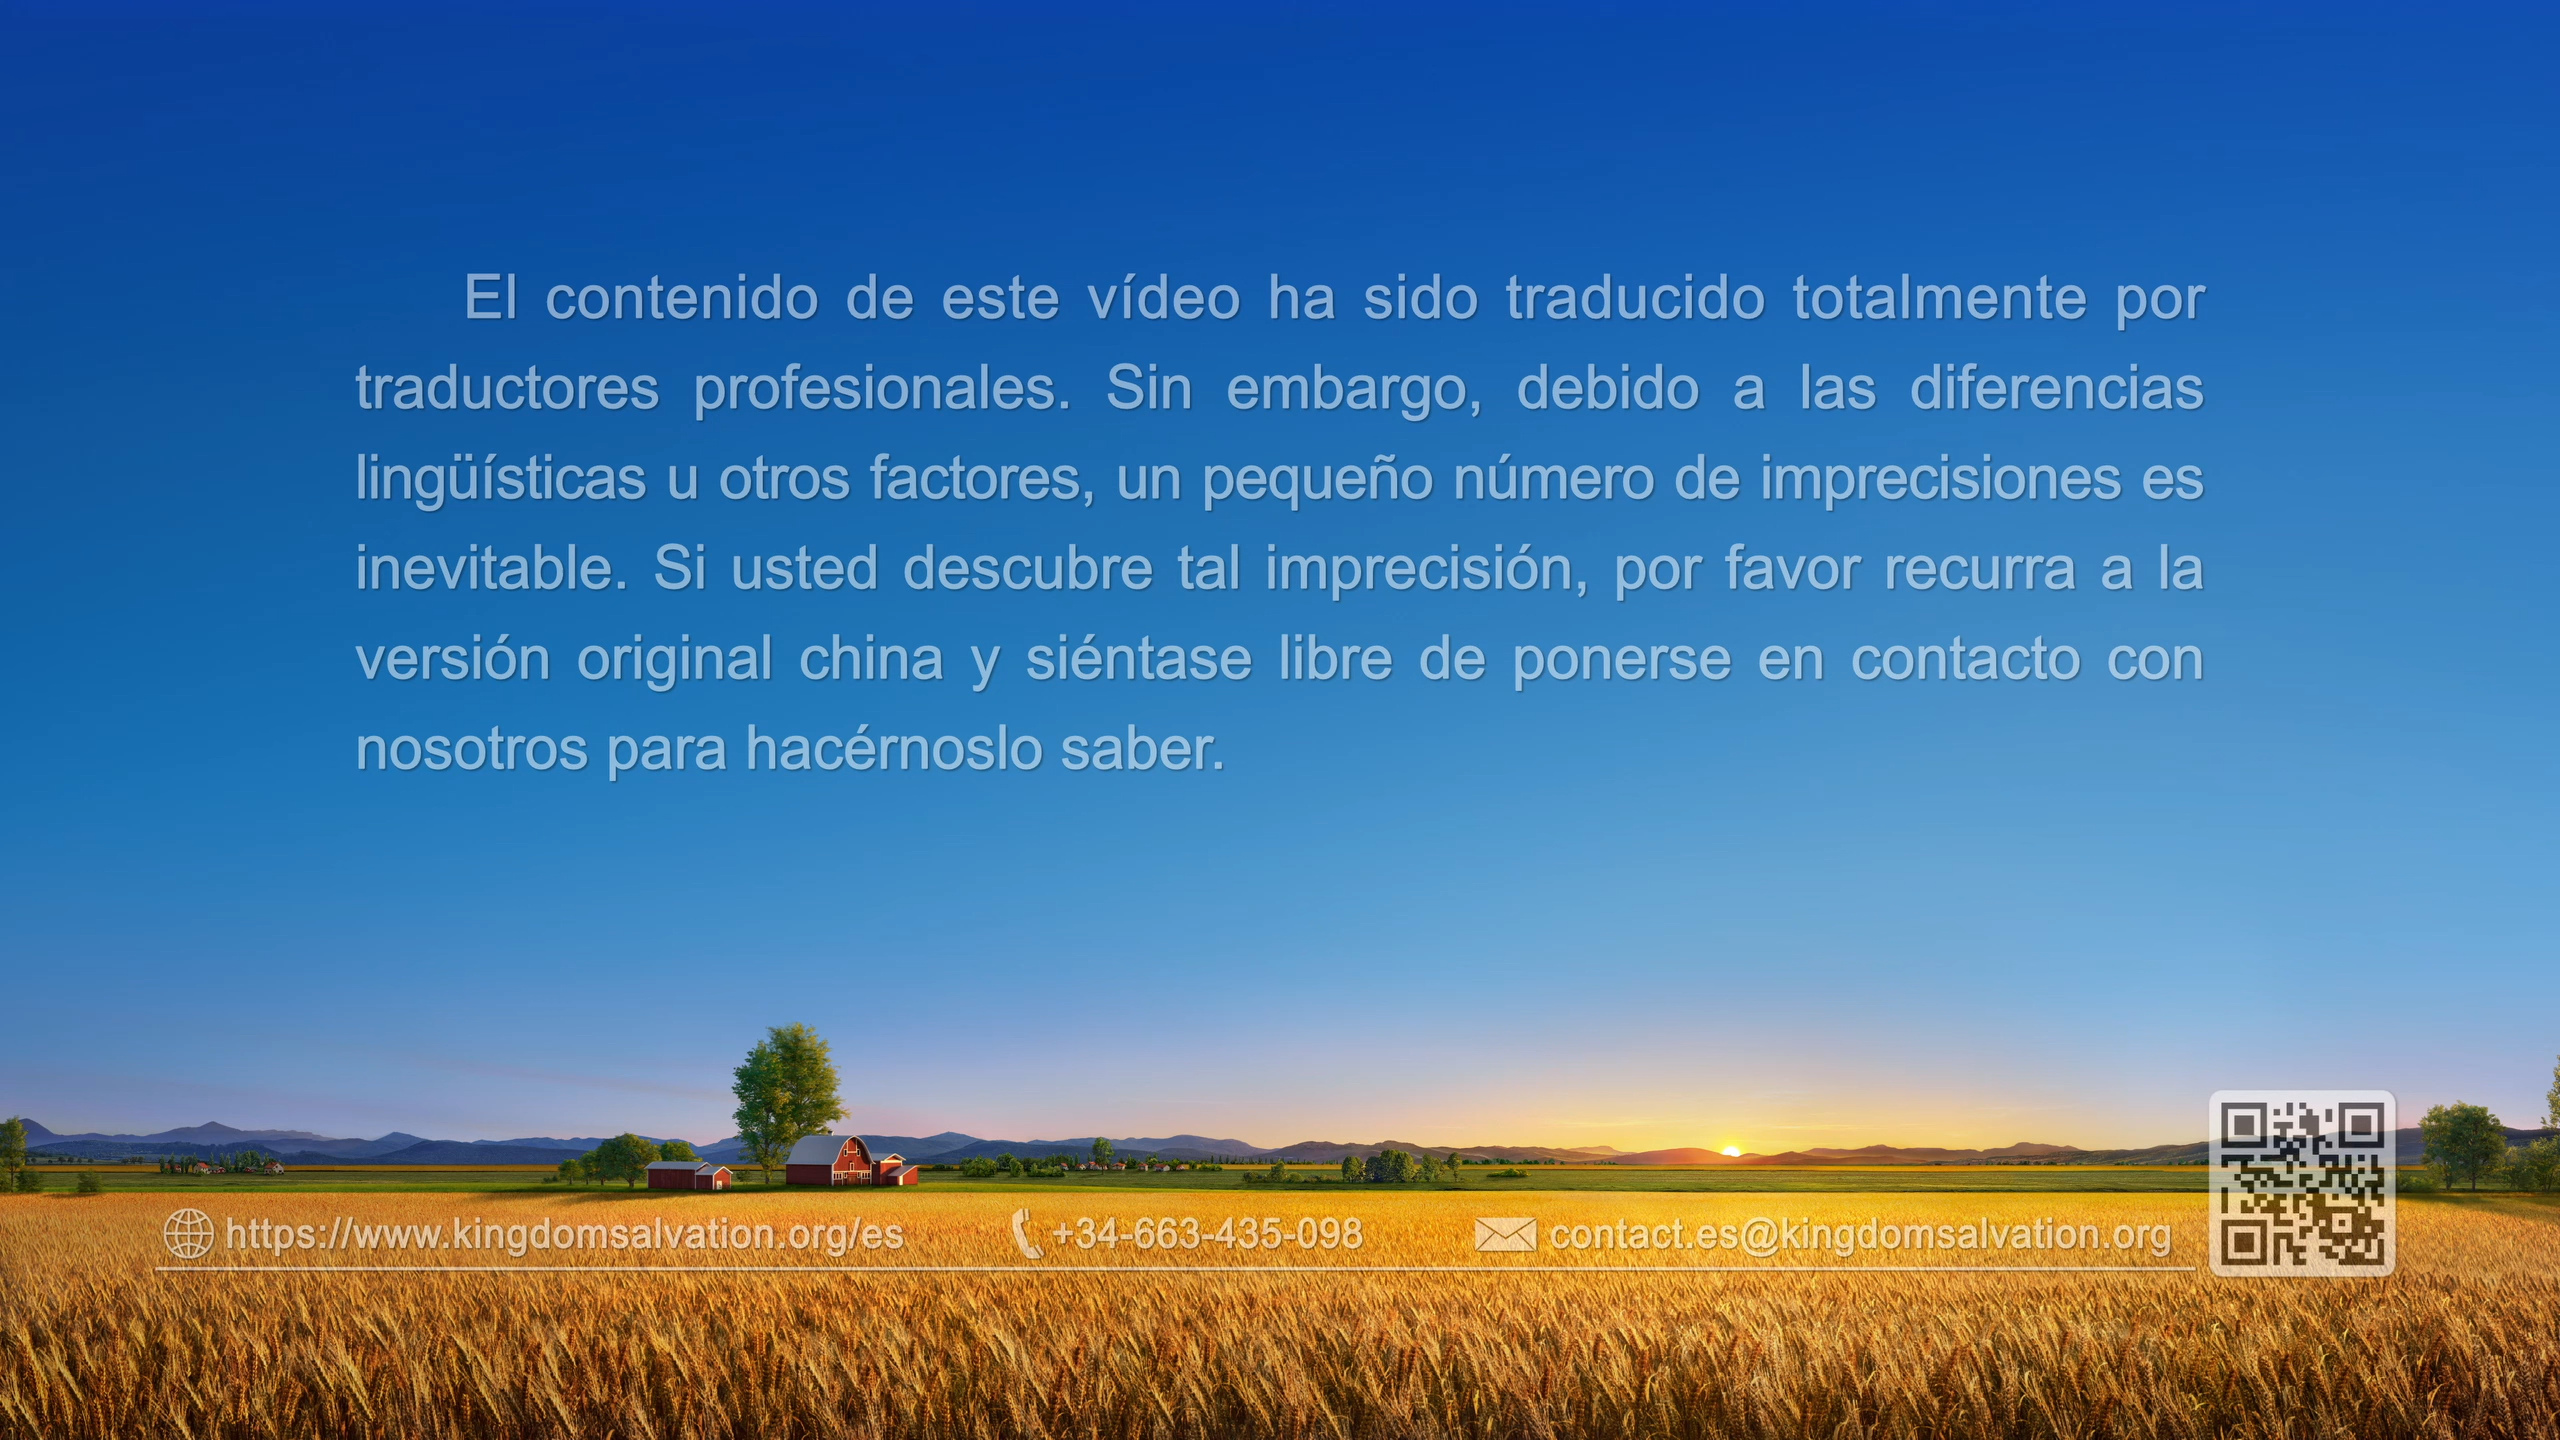 El contenido de este vídeo ha sido traducido totalmente por
traductores profesionales. Sin embargo, debido a las diferencias
lingüísticas u otros factores, un pequeño número de imprecisiones es
inevitable. Si usted descubre tal imprecisión, por favor recurra a la
versión original china y siéntase libre de ponerse en contacto con
nosotros para hacérnoslo saber.
https://www.kingdomsalvation.org/es +34-663-435-098 contact.es@kingdomsalvation.org